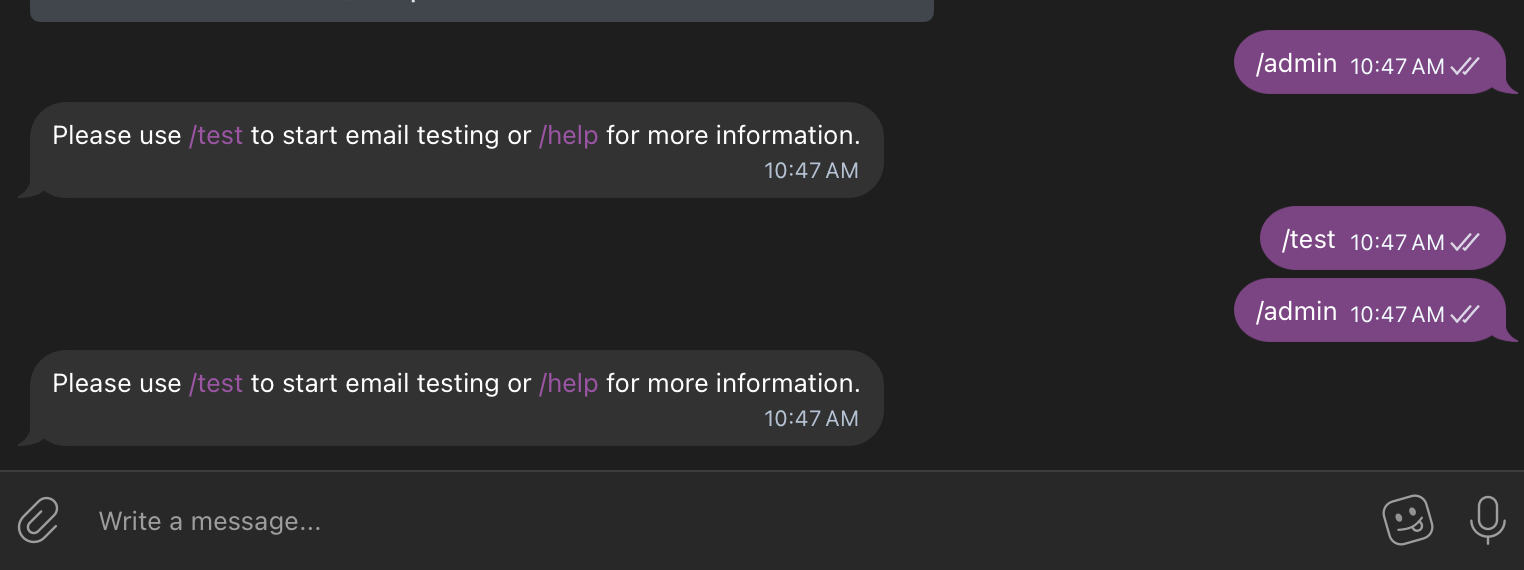 /admin 10:47 AM
Please use /test to start email testing or /help for more information.
10:47 AM
/test 10:47 AM
/admin 10:47 AM
Please use /test to start email testing or /help for more information.
10:47 AM
Write a message...